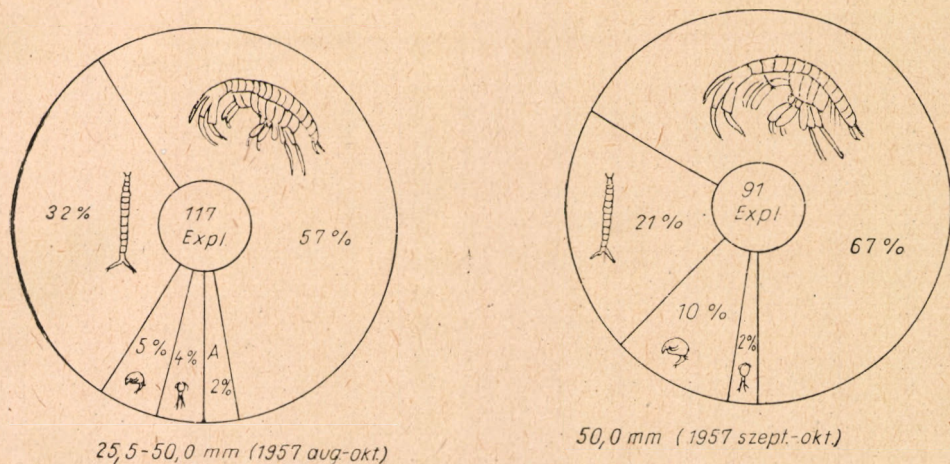 32%
117
Expl
57%
5%
4%
A
2%
25,5-50,0 mm (1957 aug-okt.)
91
Expl
21%
67%
10%
2%
50,0 mm (1957 szept.-okt.)